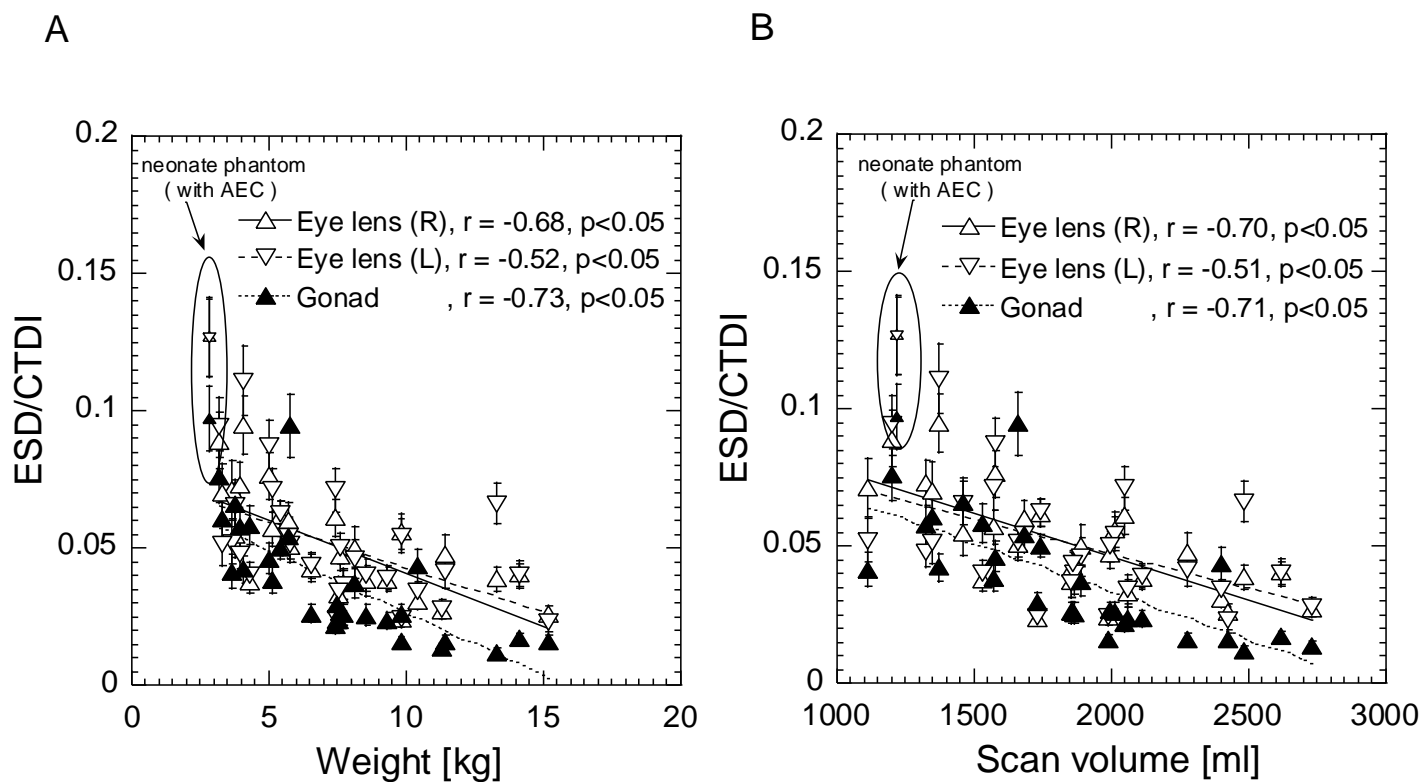 A
B
0.2
0.15
0.1
0.05
0
ESD/CTDI
neonate phantom
( with AEC )
Eye lens (R), r = -0.68, p<0.05
Eye lens (L), r = -0.52, p<0.05
Gonad , r = -0.73, p<0.05
0 5 10 15 20
Weight [kg]
0.2
0.15
0.1
0.05
0
ESD/CTDI
neonate phantom
( with AEC )
Eye lens (R), r = -0.70, p<0.05
Eye lens (L), r = -0.51, p<0.05
Gonad , r = -0.71, p<0.05
1000 1500 2000 2500 3000
Scan volume [ml]